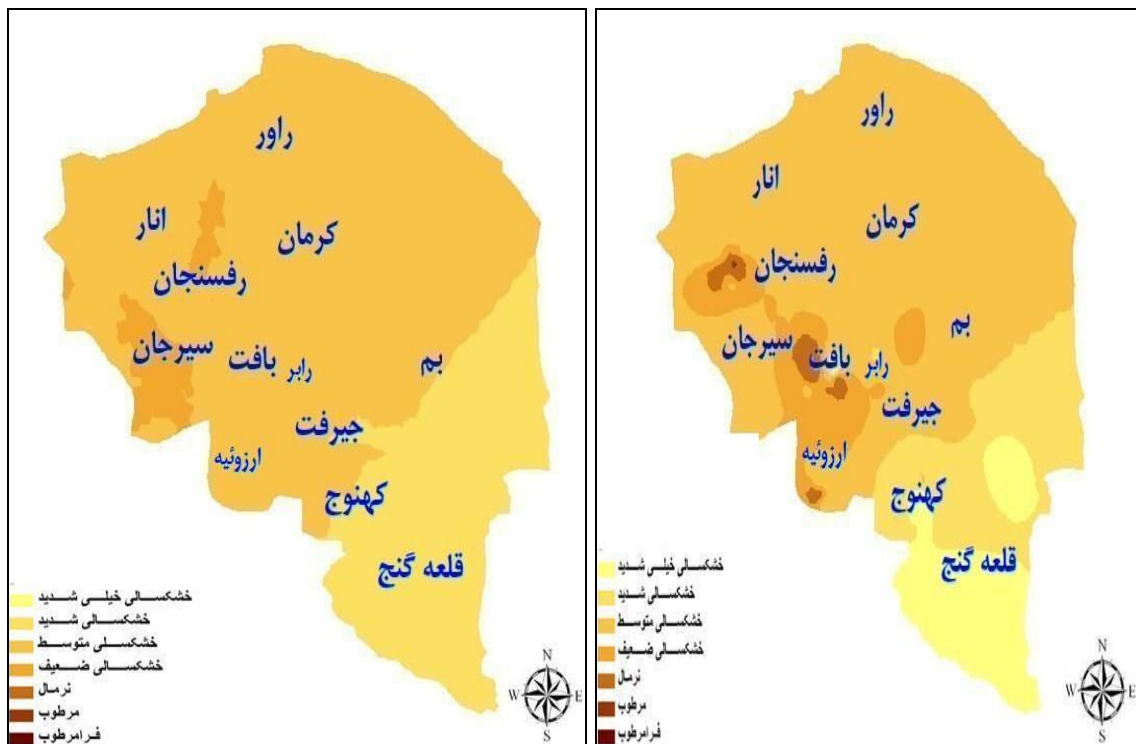 راور
انار
کرمان
رفسنجان
سیرجان
بافت
رابر
بم
جیرفت
ارزوئیه
کهنوج
قلعه گنج
خشکسالی خیلی شدید
خشکسالی شدید
خشکسلی متوسط
خشکسالی ضعیف
نرمال
مرطوب
فرامرطوب
N
W E
S
راور
انار
کرمان
رفسنجان
بم
سیرجان
بافت
رابر
جیرفت
ارزوئیه
کهنوج
قلعه گنج
خشکسالی خیلی شدید
خشکسالی شدید
خشکسالی متوسط
خشکسالی ضعیف
نرمال
مرطوب
فرامرطوب
N
W E
S